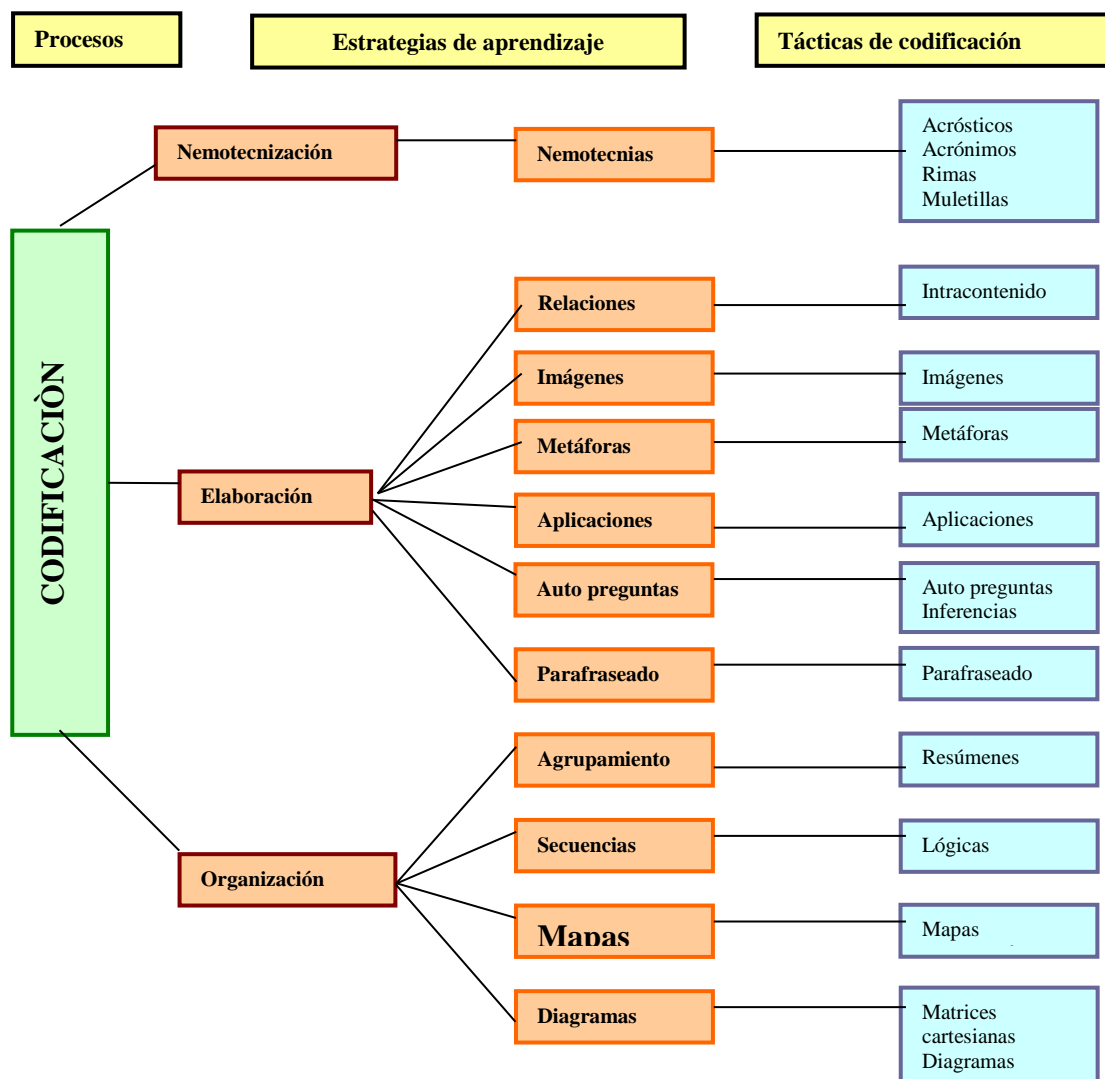 Procesos
Estrategias de aprendizaje
Tácticas de codificación
Nemotecnización
Nemotecnias
Acrósticos
Acrónimos
Rimas
Muletillas
CODIFICACIÒN
Relaciones
Intracontenido
Imágenes
Imágenes
Metáforas
Metáforas
Elaboración
Aplicaciones
Aplicaciones
Auto preguntas
Auto preguntas
Inferencias
Parafraseado
Parafraseado
Agrupamiento
Resúmenes
Secuencias
Lógicas
Organización
Mapas
Mapas
Diagramas
Matrices
cartesianas
Diagramas